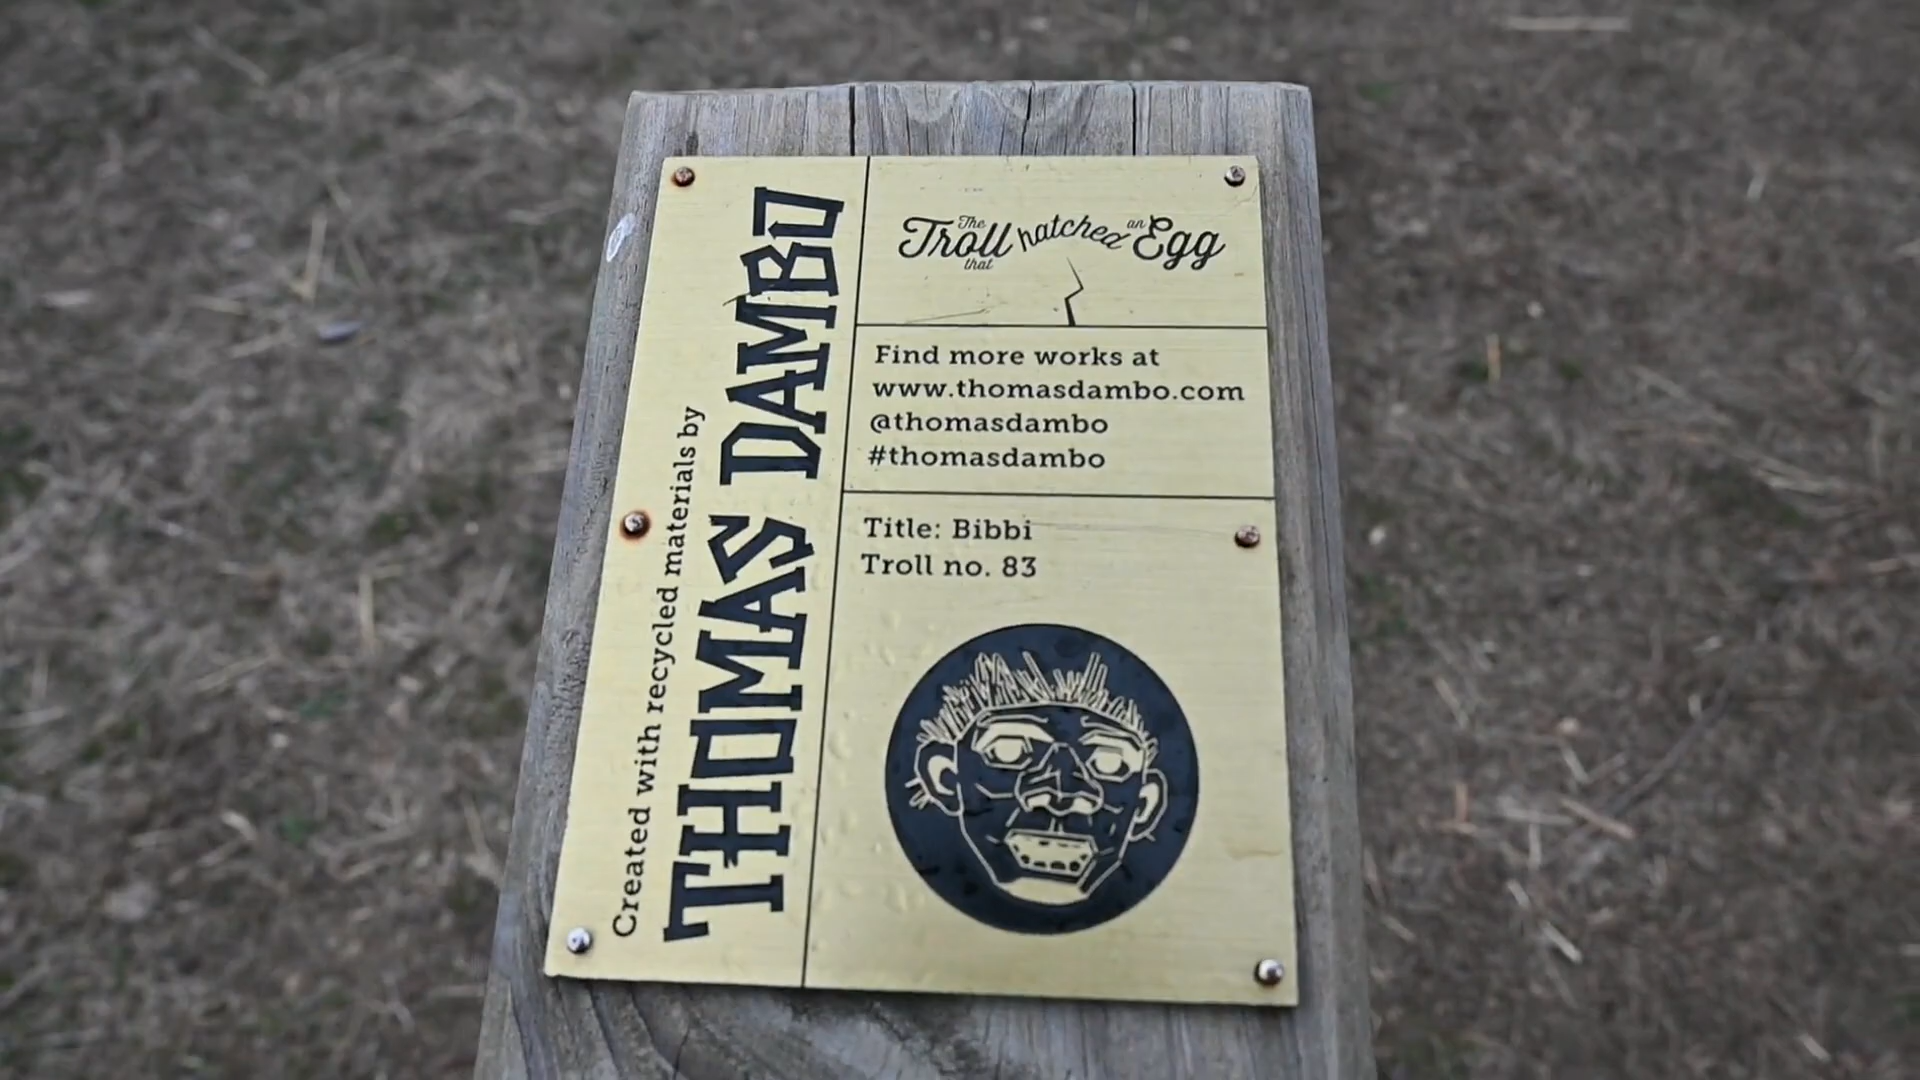 Created with recycled materials by
THOMAS DAMBO
The Troll that hatched an Egg
Find more works at
www.thomasdambo.com
@thomasdambo
#thomasdambo
Title: Bibbi
Troll no. 83